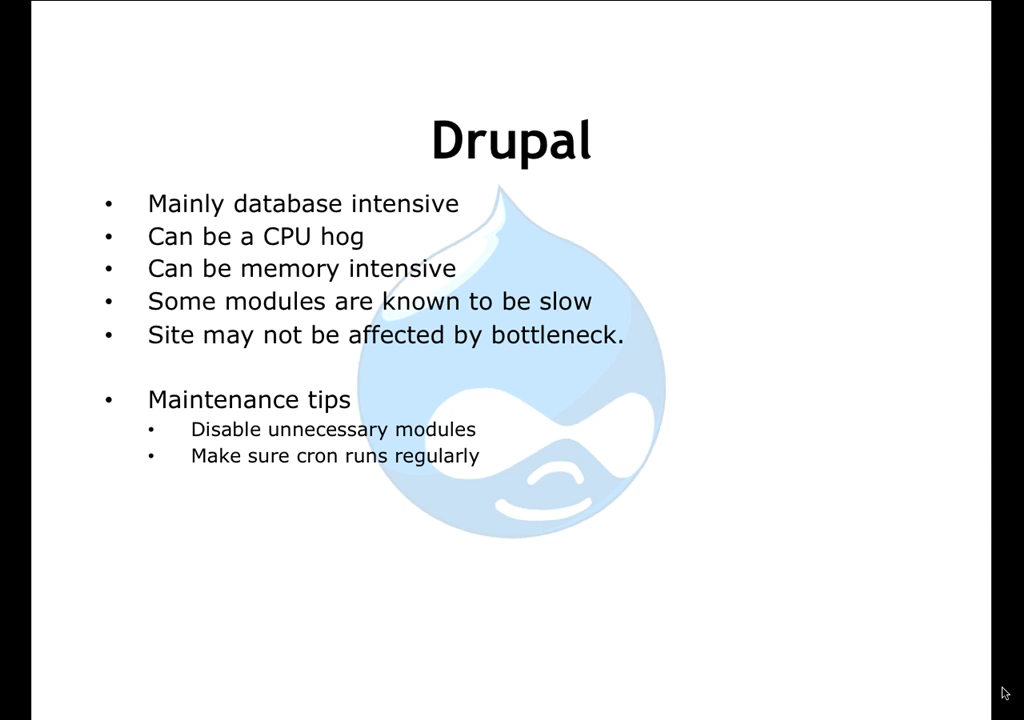 Drupal
• Mainly database intensive
• Can be a CPU hog
• Can be memory intensive
• Some modules are known to be slow
• Site may not be affected by bottleneck.
• Maintenance tips
• Disable unnecessary modules
• Make sure cron runs regularly